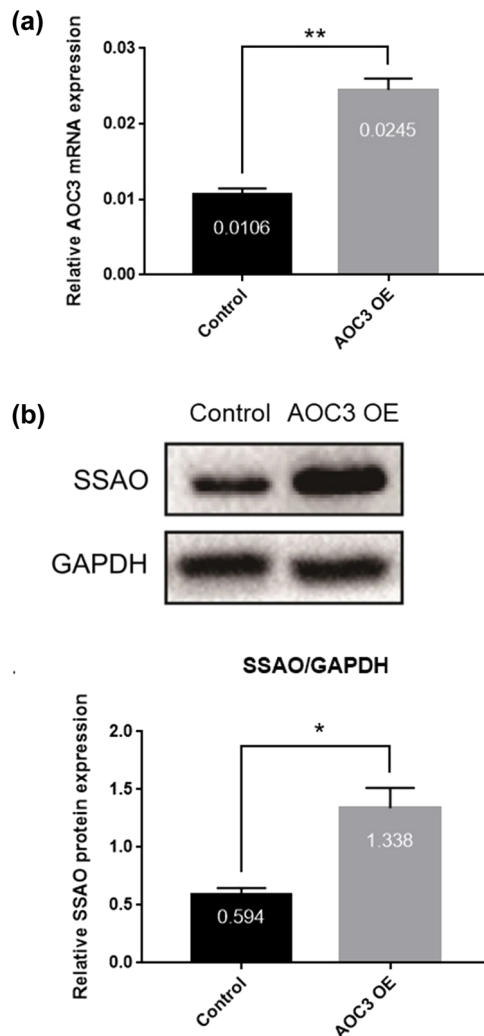 (a)
Relative AOC3 mRNA expression
0.03
0.02
0.01
0.00
**
0.0106
0.0245
Control
AOC3 OE
(b)
Control AOC3 OE
SSAO
GAPDH
SSAO/GAPDH
Relative SSAO protein expression
2.0
1.5
1.0
0.5
0.0
*
0.594
1.338
Control
AOC3 OE